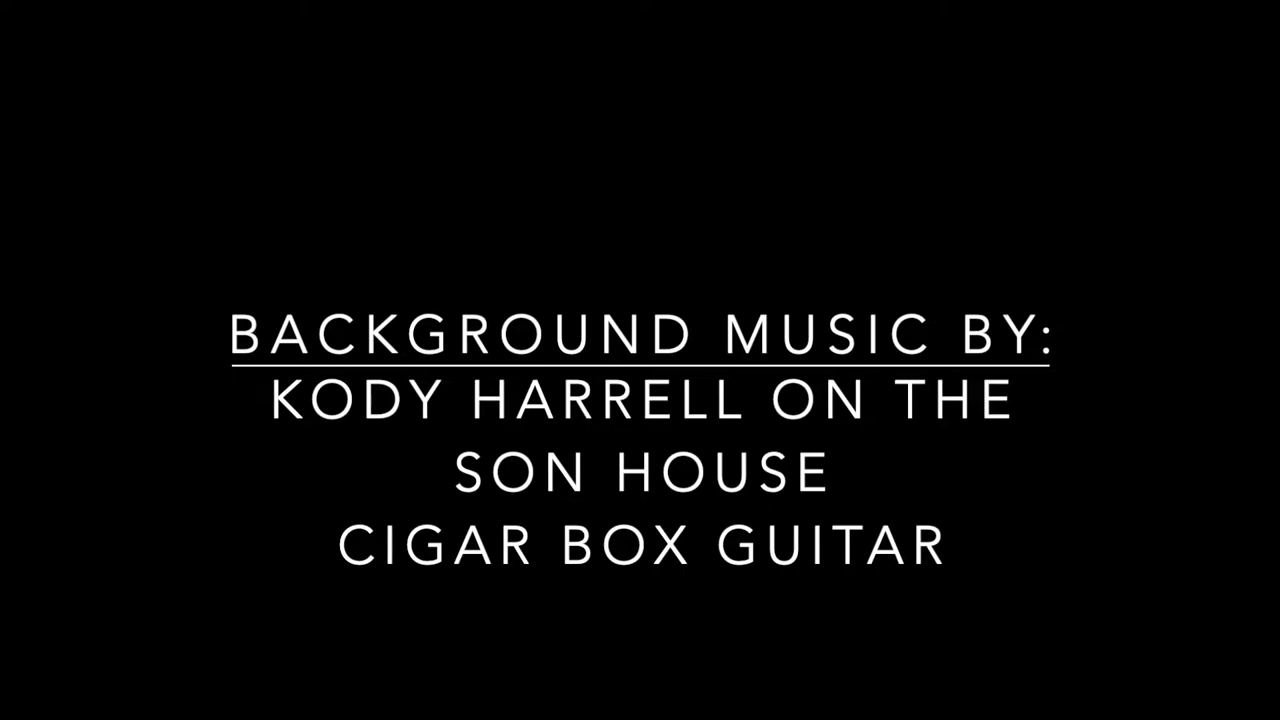 BACKGROUND MUSIC BY:
KODY HARRELL ON THE
SON HOUSE
CIGAR BOX GUITAR